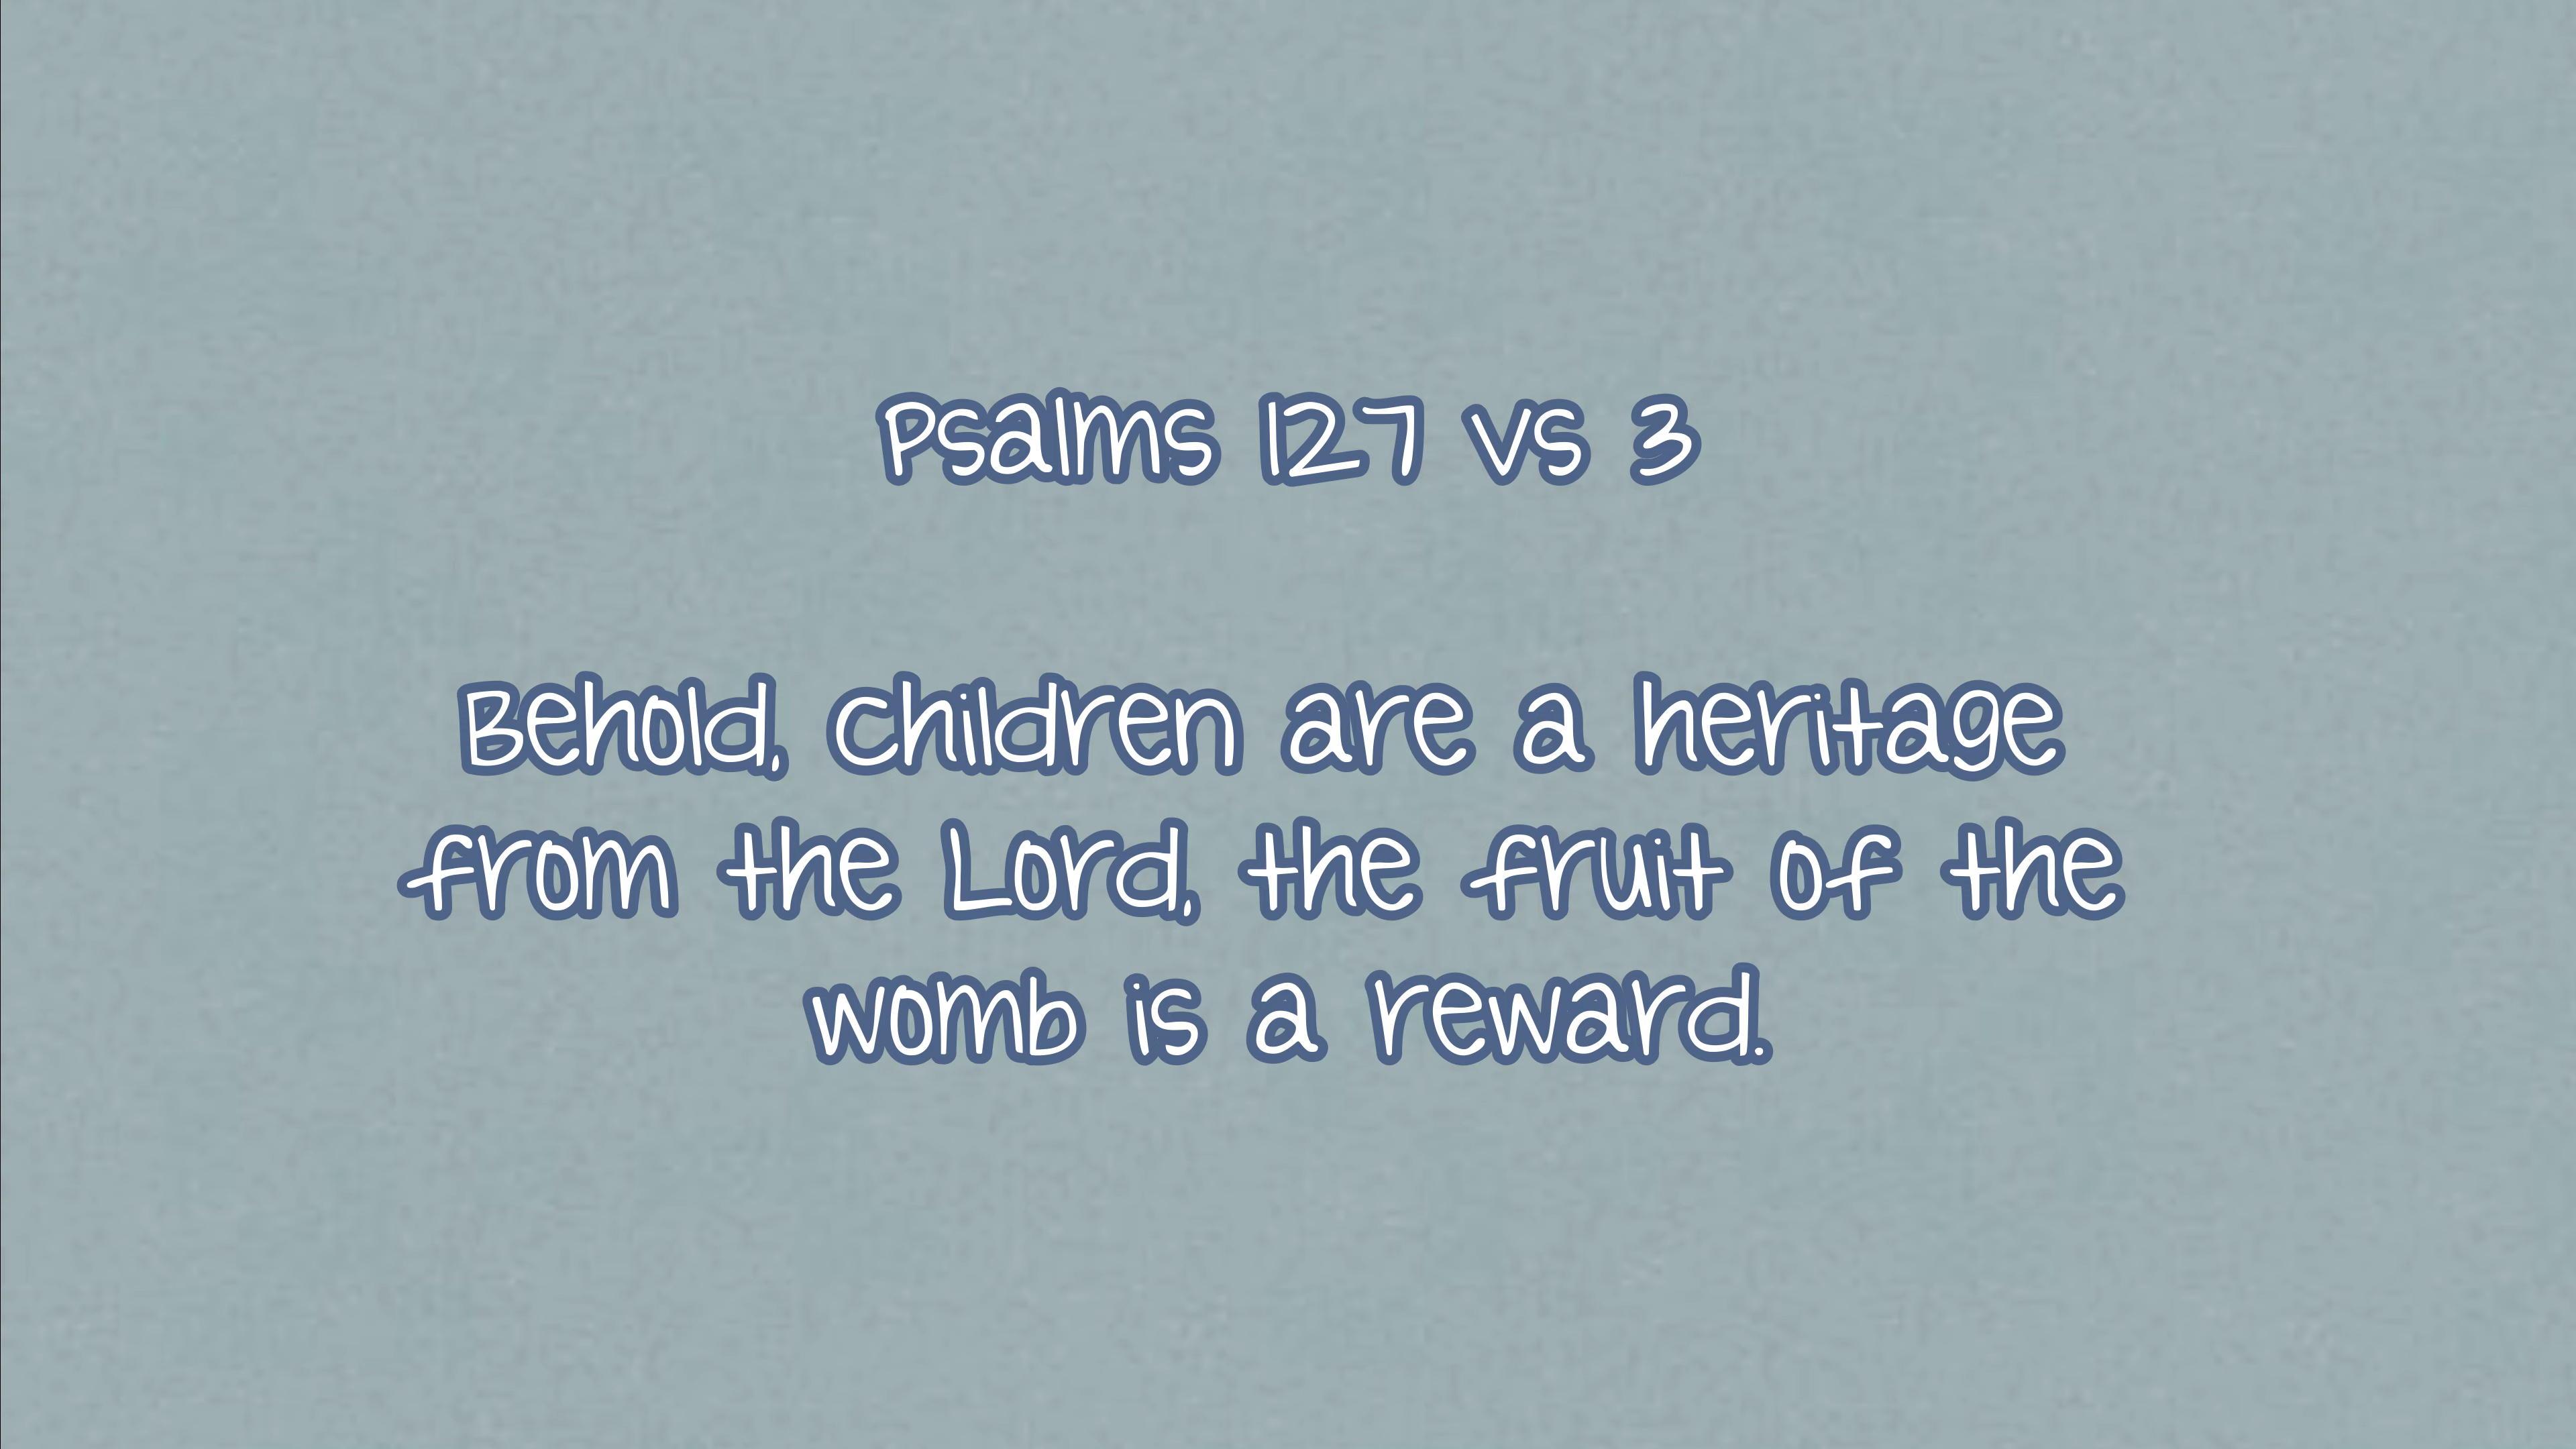 Psalms 127 vs 3
Behold, children are a heritage
from the Lord, the fruit of the
womb is a reward.